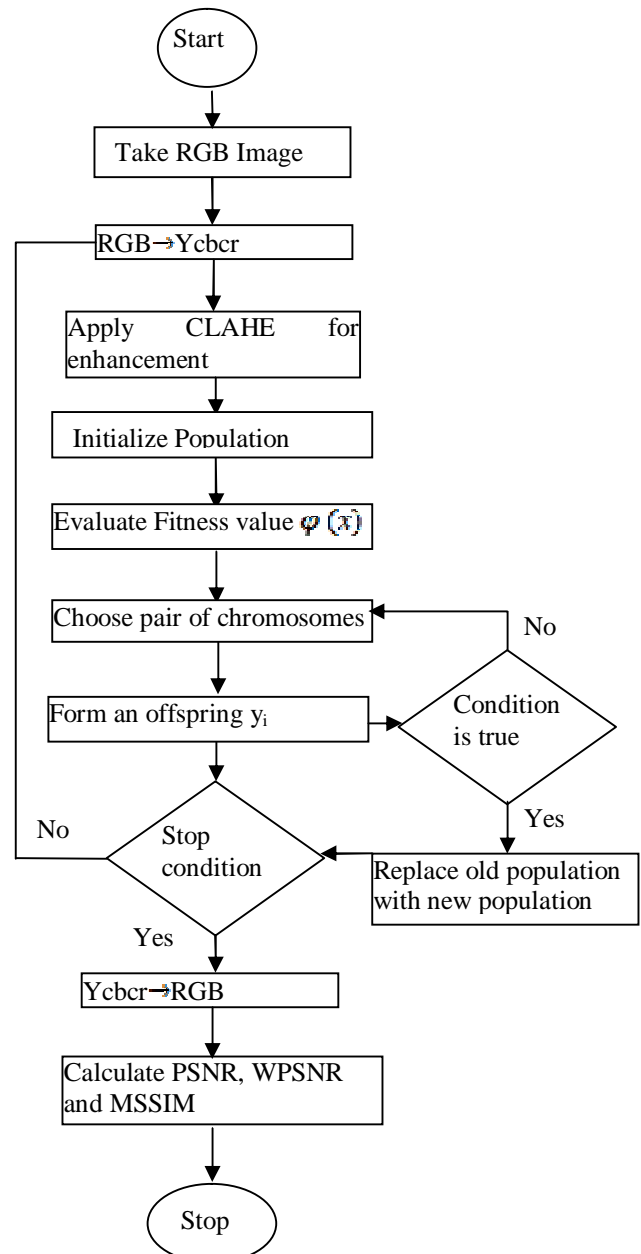 Start
Take RGB Image
RGB→Ycbcr
Apply CLAHE for
enhancement
Initialize Population
Evaluate Fitness value φ (x)
Choose pair of chromosomes
No
Form an offspring yᵢ
Condition
is true
No
Yes
Stop
condition
Replace old population
with new population
Yes
Ycbcr→RGB
Calculate PSNR, WPSNR
and MSSIM
Stop